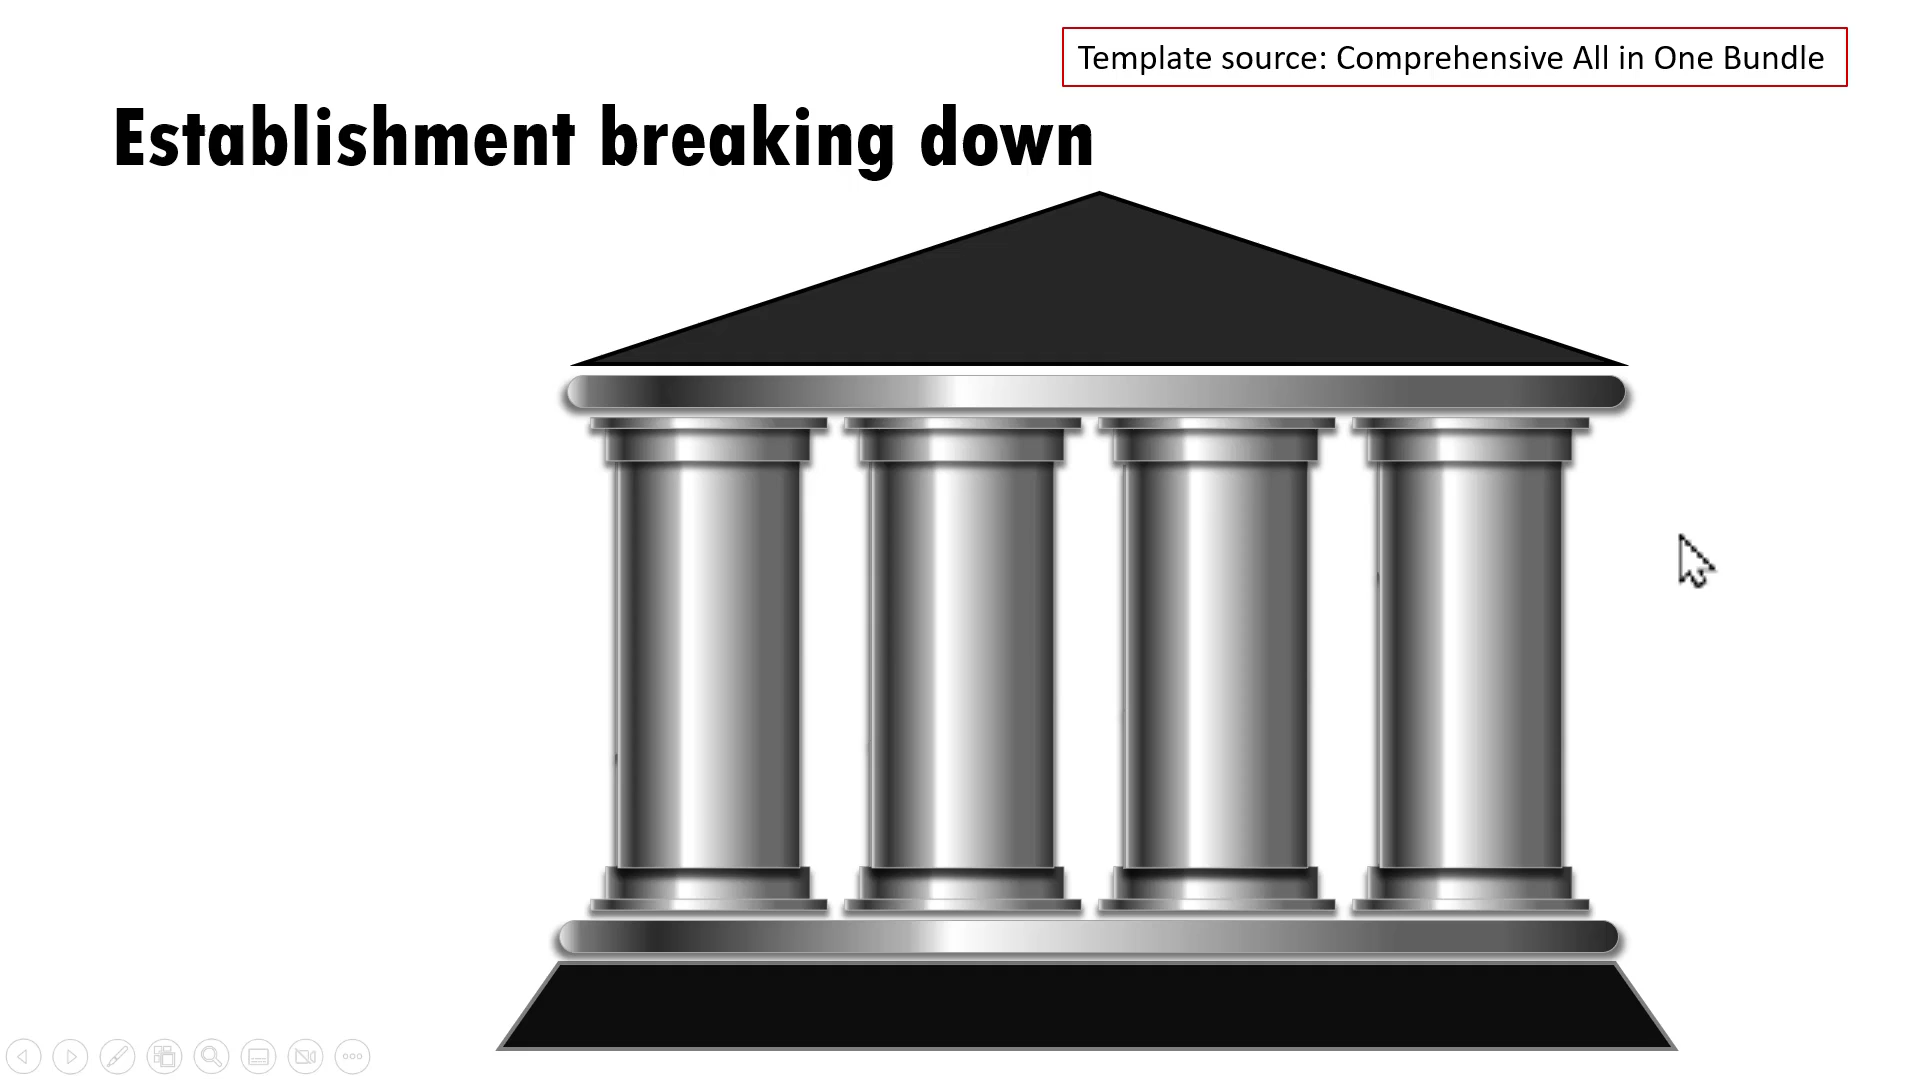 Template source: Comprehensive All in One Bundle
Establishment breaking down